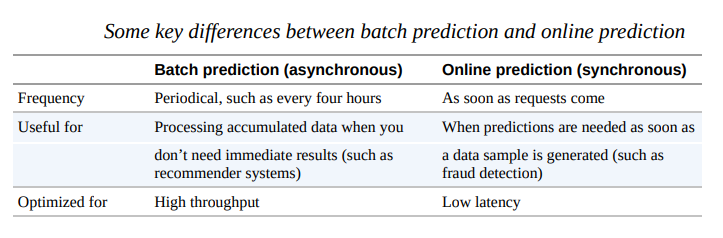 Some key differences between batch prediction and online prediction
Batch prediction (asynchronous) Online prediction (synchronous)
Frequency Periodical, such as every four hours As soon as requests come
Useful for Processing accumulated data when you When predictions are needed as soon as
don’t need immediate results (such as a data sample is generated (such as
recommender systems) fraud detection)
Optimized for High throughput Low latency